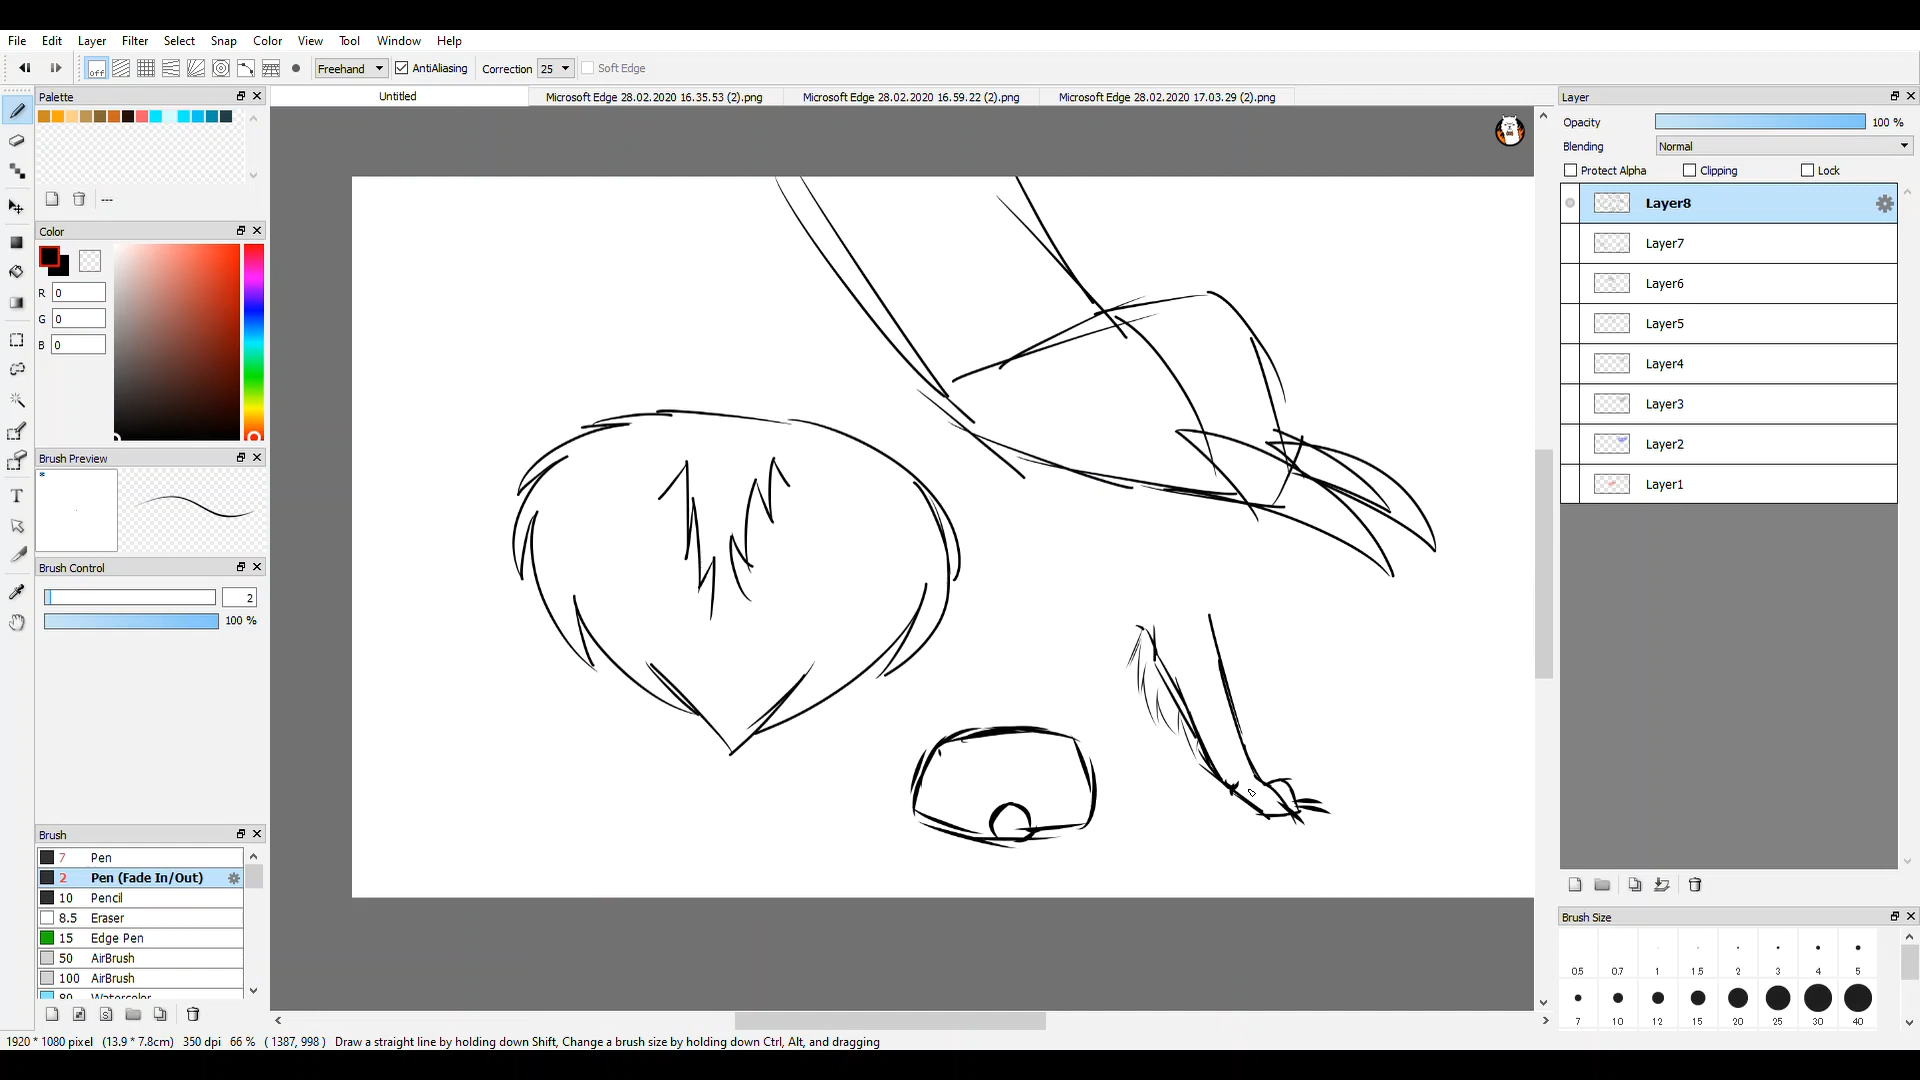 File Edit Layer Filter Select Snap Color View Tool Window Help
off Freehand AntiAliasing Correction 25 Soft Edge
Palette
Untitled Microsoft Edge 28.02.2020 16.35.53 (2).png Microsoft Edge 28.02.2020 16.59.22 (2).png Microsoft Edge 28.02.2020 17.03.29 (2).png
Layer
Opacity 100 %
Blending Normal
Protect Alpha Clipping Lock
---
Layer8
Layer7
Layer6
Layer5
Layer4
Layer3
Layer2
Layer1
Color
R 0
G 0
B 0
Brush Preview
*
Brush Control
2
100 %
Brush
7 Pen
2 Pen (Fade In/Out)
10 Pencil
8.5 Eraser
15 Edge Pen
50 AirBrush
100 AirBrush
80 Watercolor
Brush Size
0.5 0.7 1 1.5 2 3 4 5
7 10 12 15 20 25 30 40
1920 * 1080 pixel (13.9 * 7.8cm) 350 dpi 66 % ( 1387, 998 ) Draw a straight line by holding down Shift, Change a brush size by holding down Ctrl, Alt, and dragging